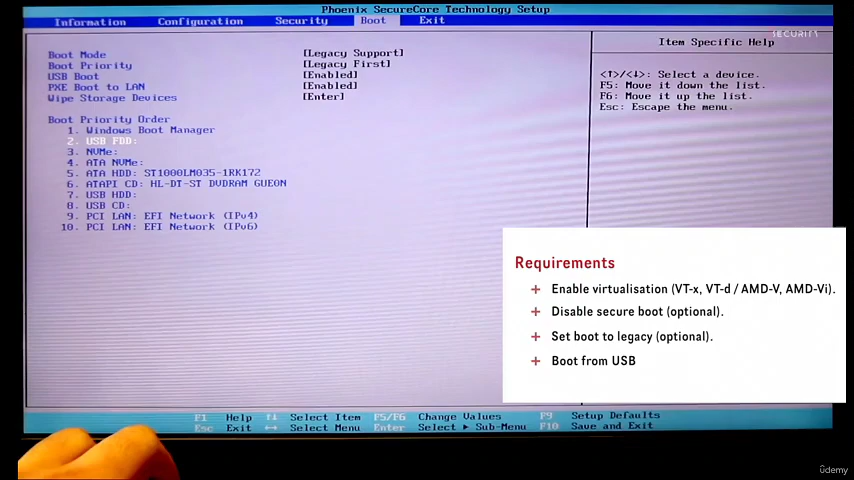 Phoenix SecureCore Technology Setup
Information Configuration Security Boot Exit
Boot Mode [Legacy Support]
Boot Priority [Legacy First]
USB Boot [Enabled]
PXE Boot to LAN [Enabled]
Wipe Storage Devices [Enter]
Boot Priority Order
1. Windows Boot Manager
2. USB FDD:
3. NVMe:
4. ATA NVMe:
5. ATA HDD: ST1000LM035-1RK172
6. ATAPI CD: HL-DT-ST DVDRAM GUE0N
7. USB HDD:
8. USB CD:
9. PCI LAN: EFI Network (IPv4)
10. PCI LAN: EFI Network (IPv6)
SECURITY
Item Specific Help
<↑>/<↓>: Select a device.
F5: Move it down the list.
F6: Move it up the list.
Esc: Escape the menu.
Requirements
+ Enable virtualisation (VT-x, VT-d / AMD-V, AMD-Vi).
+ Disable secure boot (optional).
+ Set boot to legacy (optional).
+ Boot from USB
F1 Help ↑↓ Select Item F5/F6 Change Values F9 Setup Defaults
Esc Exit ←→ Select Menu Enter Select ▶ Sub-Menu F10 Save and Exit
udemy